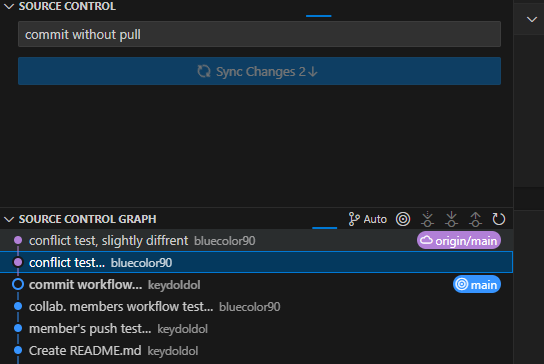 SOURCE CONTROL
commit without pull
Sync Changes 2↓
SOURCE CONTROL GRAPH Auto
conflict test, slightly diffrent bluecolor90 origin/main
conflict test... bluecolor90
commit workflow... keydoldol main
collab. members workflow test... bluecolor90
member's push test... keydoldol
Create README.md keydoldol